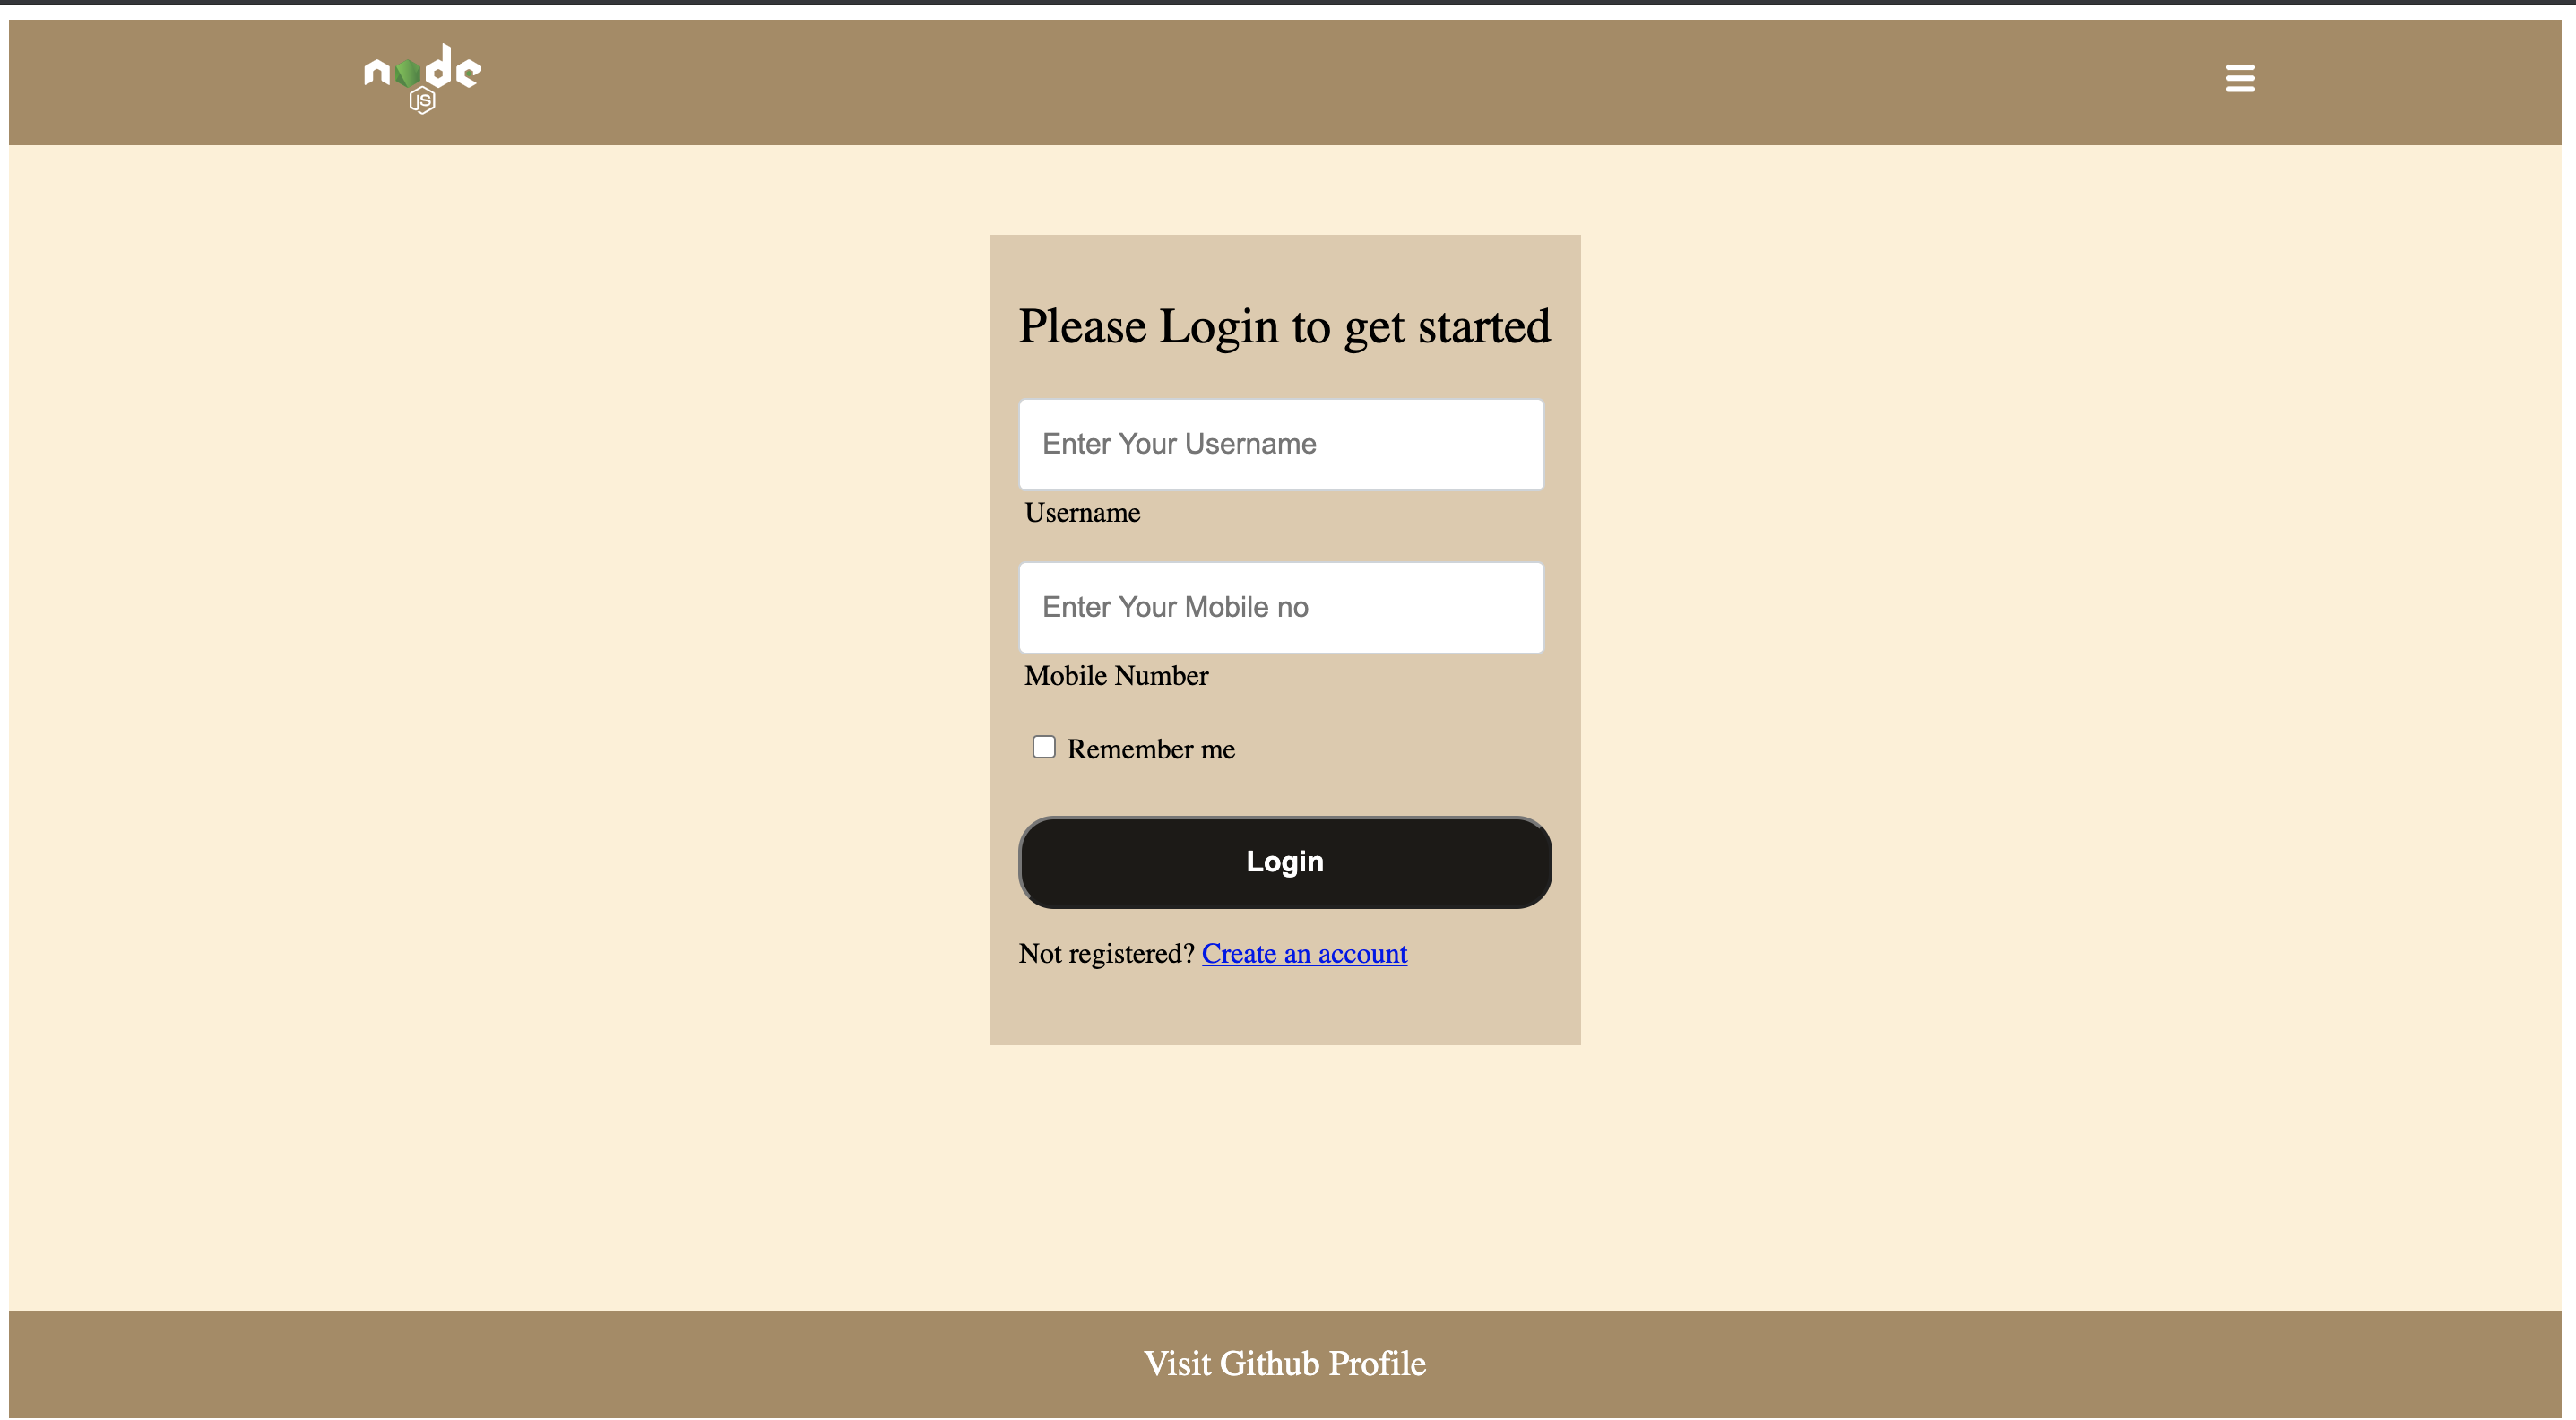 node
JS
Please Login to get started
Enter Your Username
Username
Enter Your Mobile no
Mobile Number
Remember me
Login
Not registered? Create an account
Visit Github Profile